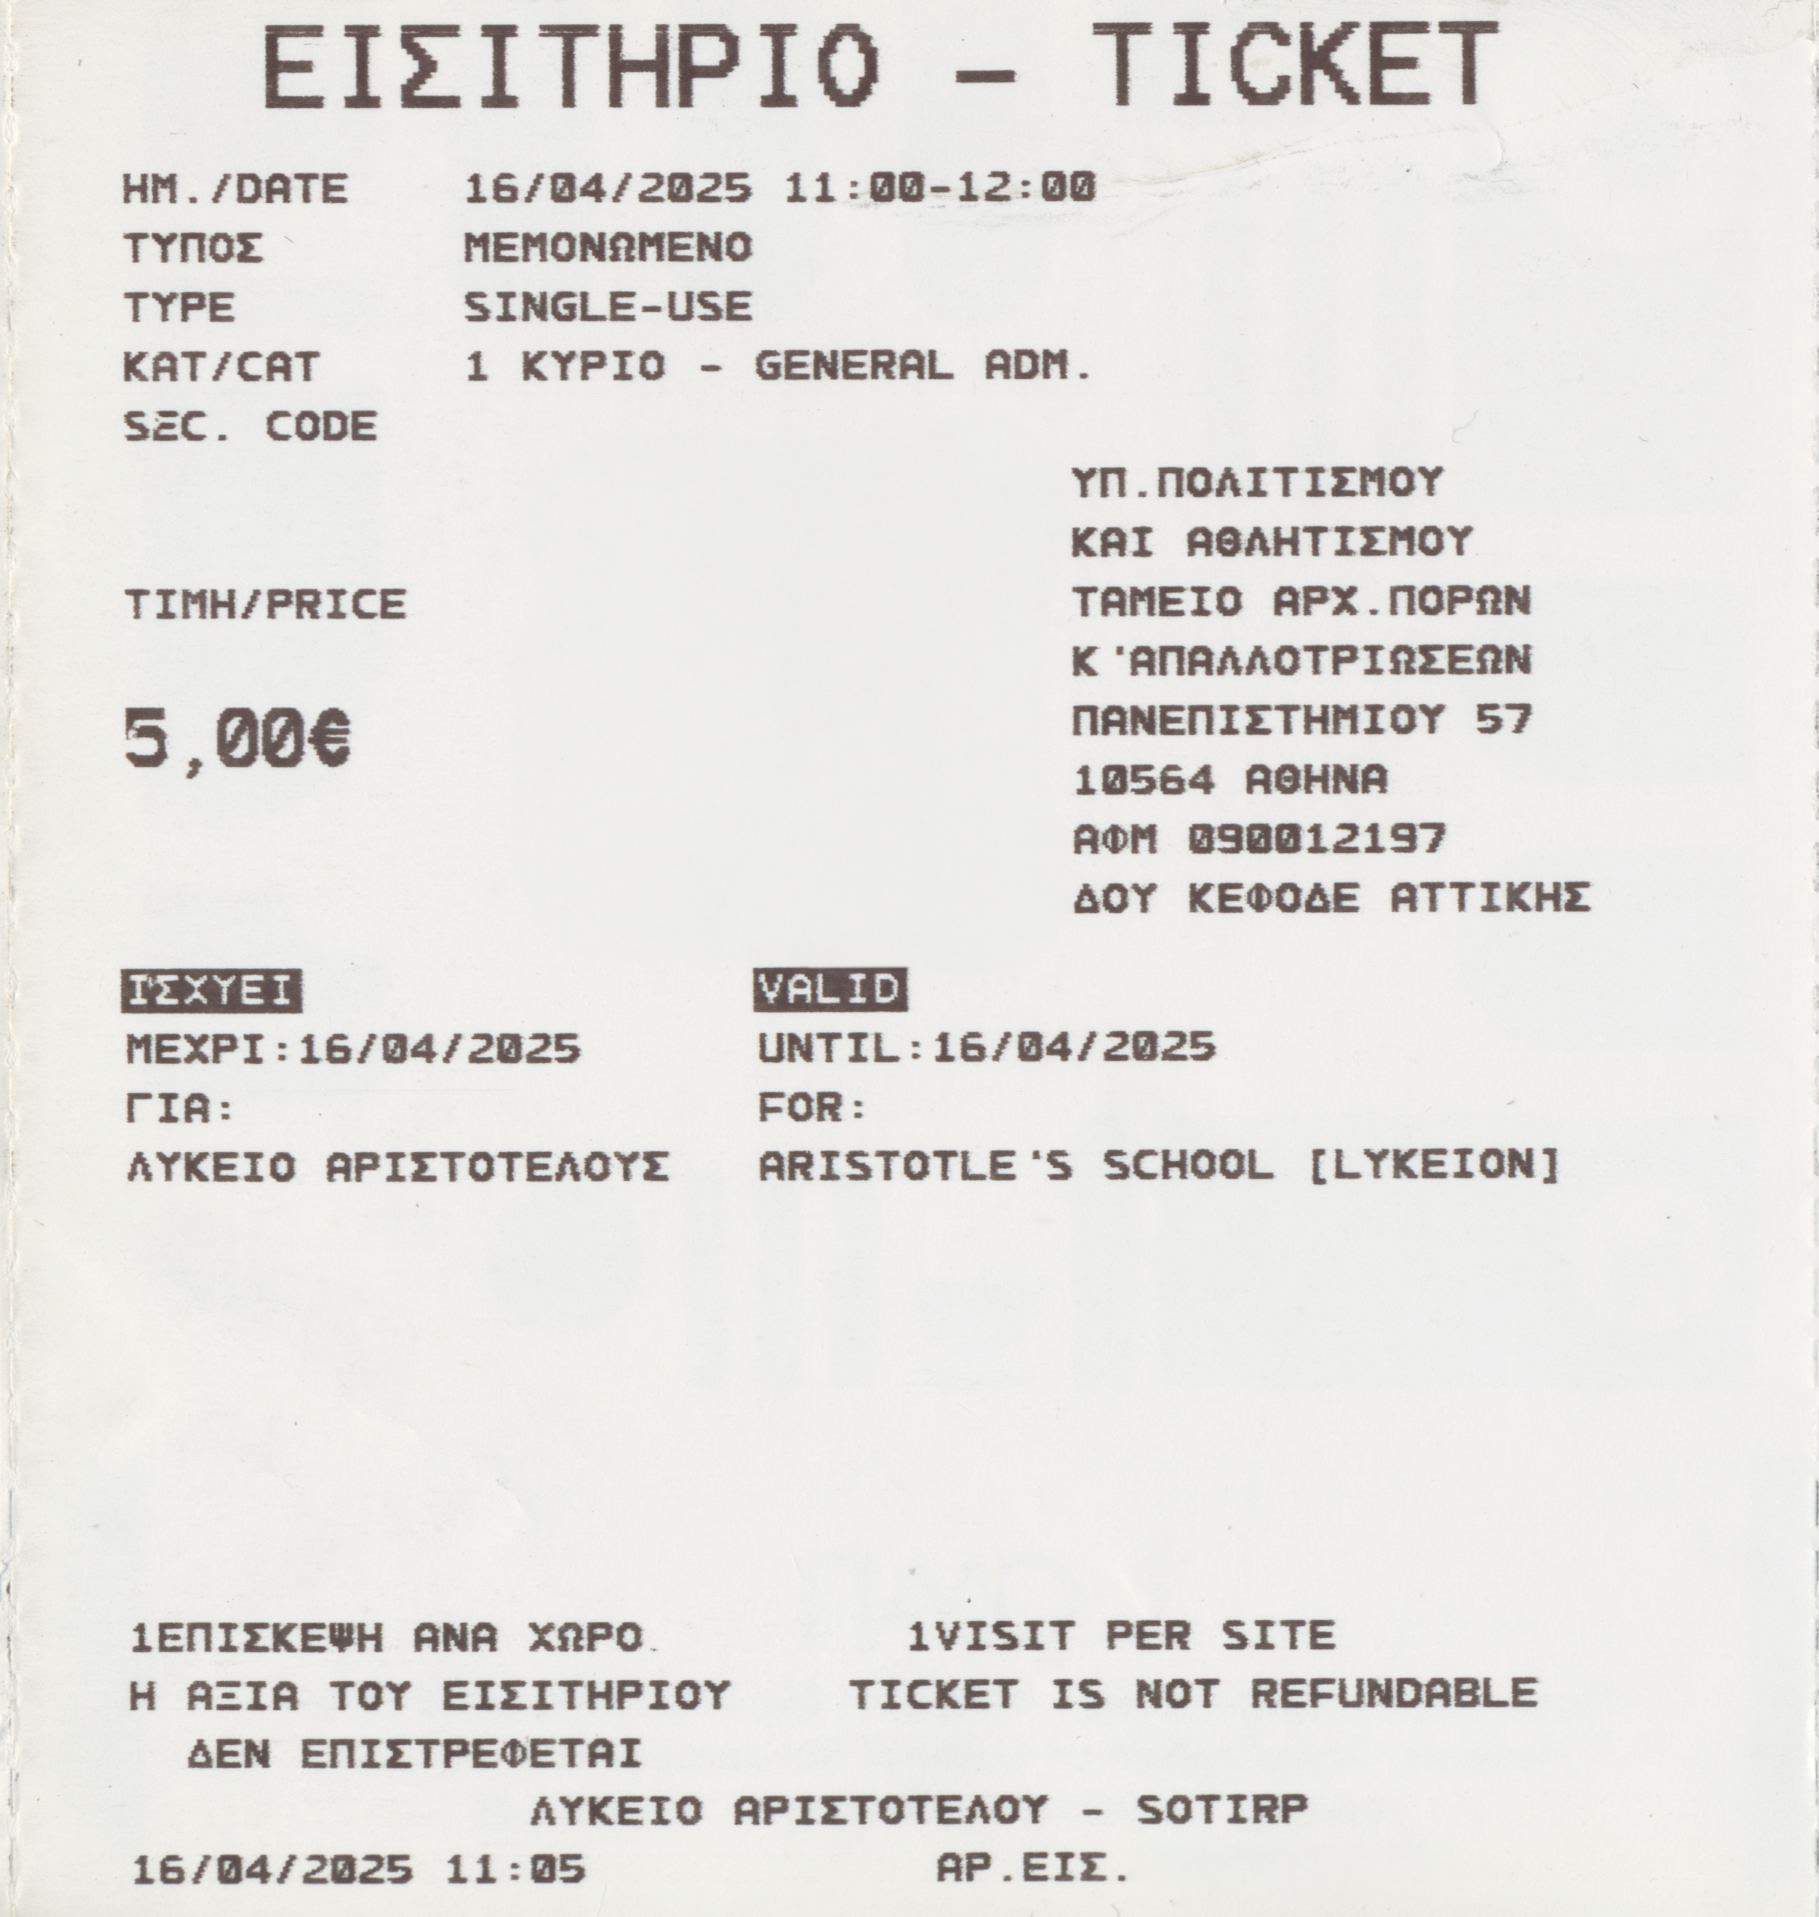 ΕΙΣΙΤΗΡΙΟ - TICKET
ΗΜ./DATE 16/04/2025 11:00-12:00
ΤΥΠΟΣ ΜΕΜΟΝΩΜΕΝΟ
TYPE SINGLE-USE
ΚΑΤ/CAT 1 ΚΥΡΙΟ - GENERAL ADM.
SEC. CODE
ΥΠ.ΠΟΛΙΤΙΣΜΟΥ
ΚΑΙ ΑΘΛΗΤΙΣΜΟΥ
ΤΙΜΗ/PRICE ΤΑΜΕΙΟ ΑΡΧ.ΠΟΡΩΝ
Κ'ΑΠΑΛΛΟΤΡΙΩΣΕΩΝ
5,00€ ΠΑΝΕΠΙΣΤΗΜΙΟΥ 57
10564 ΑΘΗΝΑ
ΑΦΜ 090012197
ΔΟΥ ΚΕΦΟΔΕ ΑΤΤΙΚΗΣ
ΙΣΧΥΕΙ VALID
ΜΕΧΡΙ:16/04/2025 UNTIL:16/04/2025
ΓΙΑ: FOR:
ΛΥΚΕΙΟ ΑΡΙΣΤΟΤΕΛΟΥΣ ARISTOTLE'S SCHOOL [LYKEION]
1ΕΠΙΣΚΕΨΗ ΑΝΑ ΧΩΡΟ 1VISIT PER SITE
Η ΑΞΙΑ ΤΟΥ ΕΙΣΙΤΗΡΙΟΥ TICKET IS NOT REFUNDABLE
ΔΕΝ ΕΠΙΣΤΡΕΦΕΤΑΙ
ΛΥΚΕΙΟ ΑΡΙΣΤΟΤΕΛΟΥ - SOTIRP
16/04/2025 11:05 ΑΡ.ΕΙΣ.